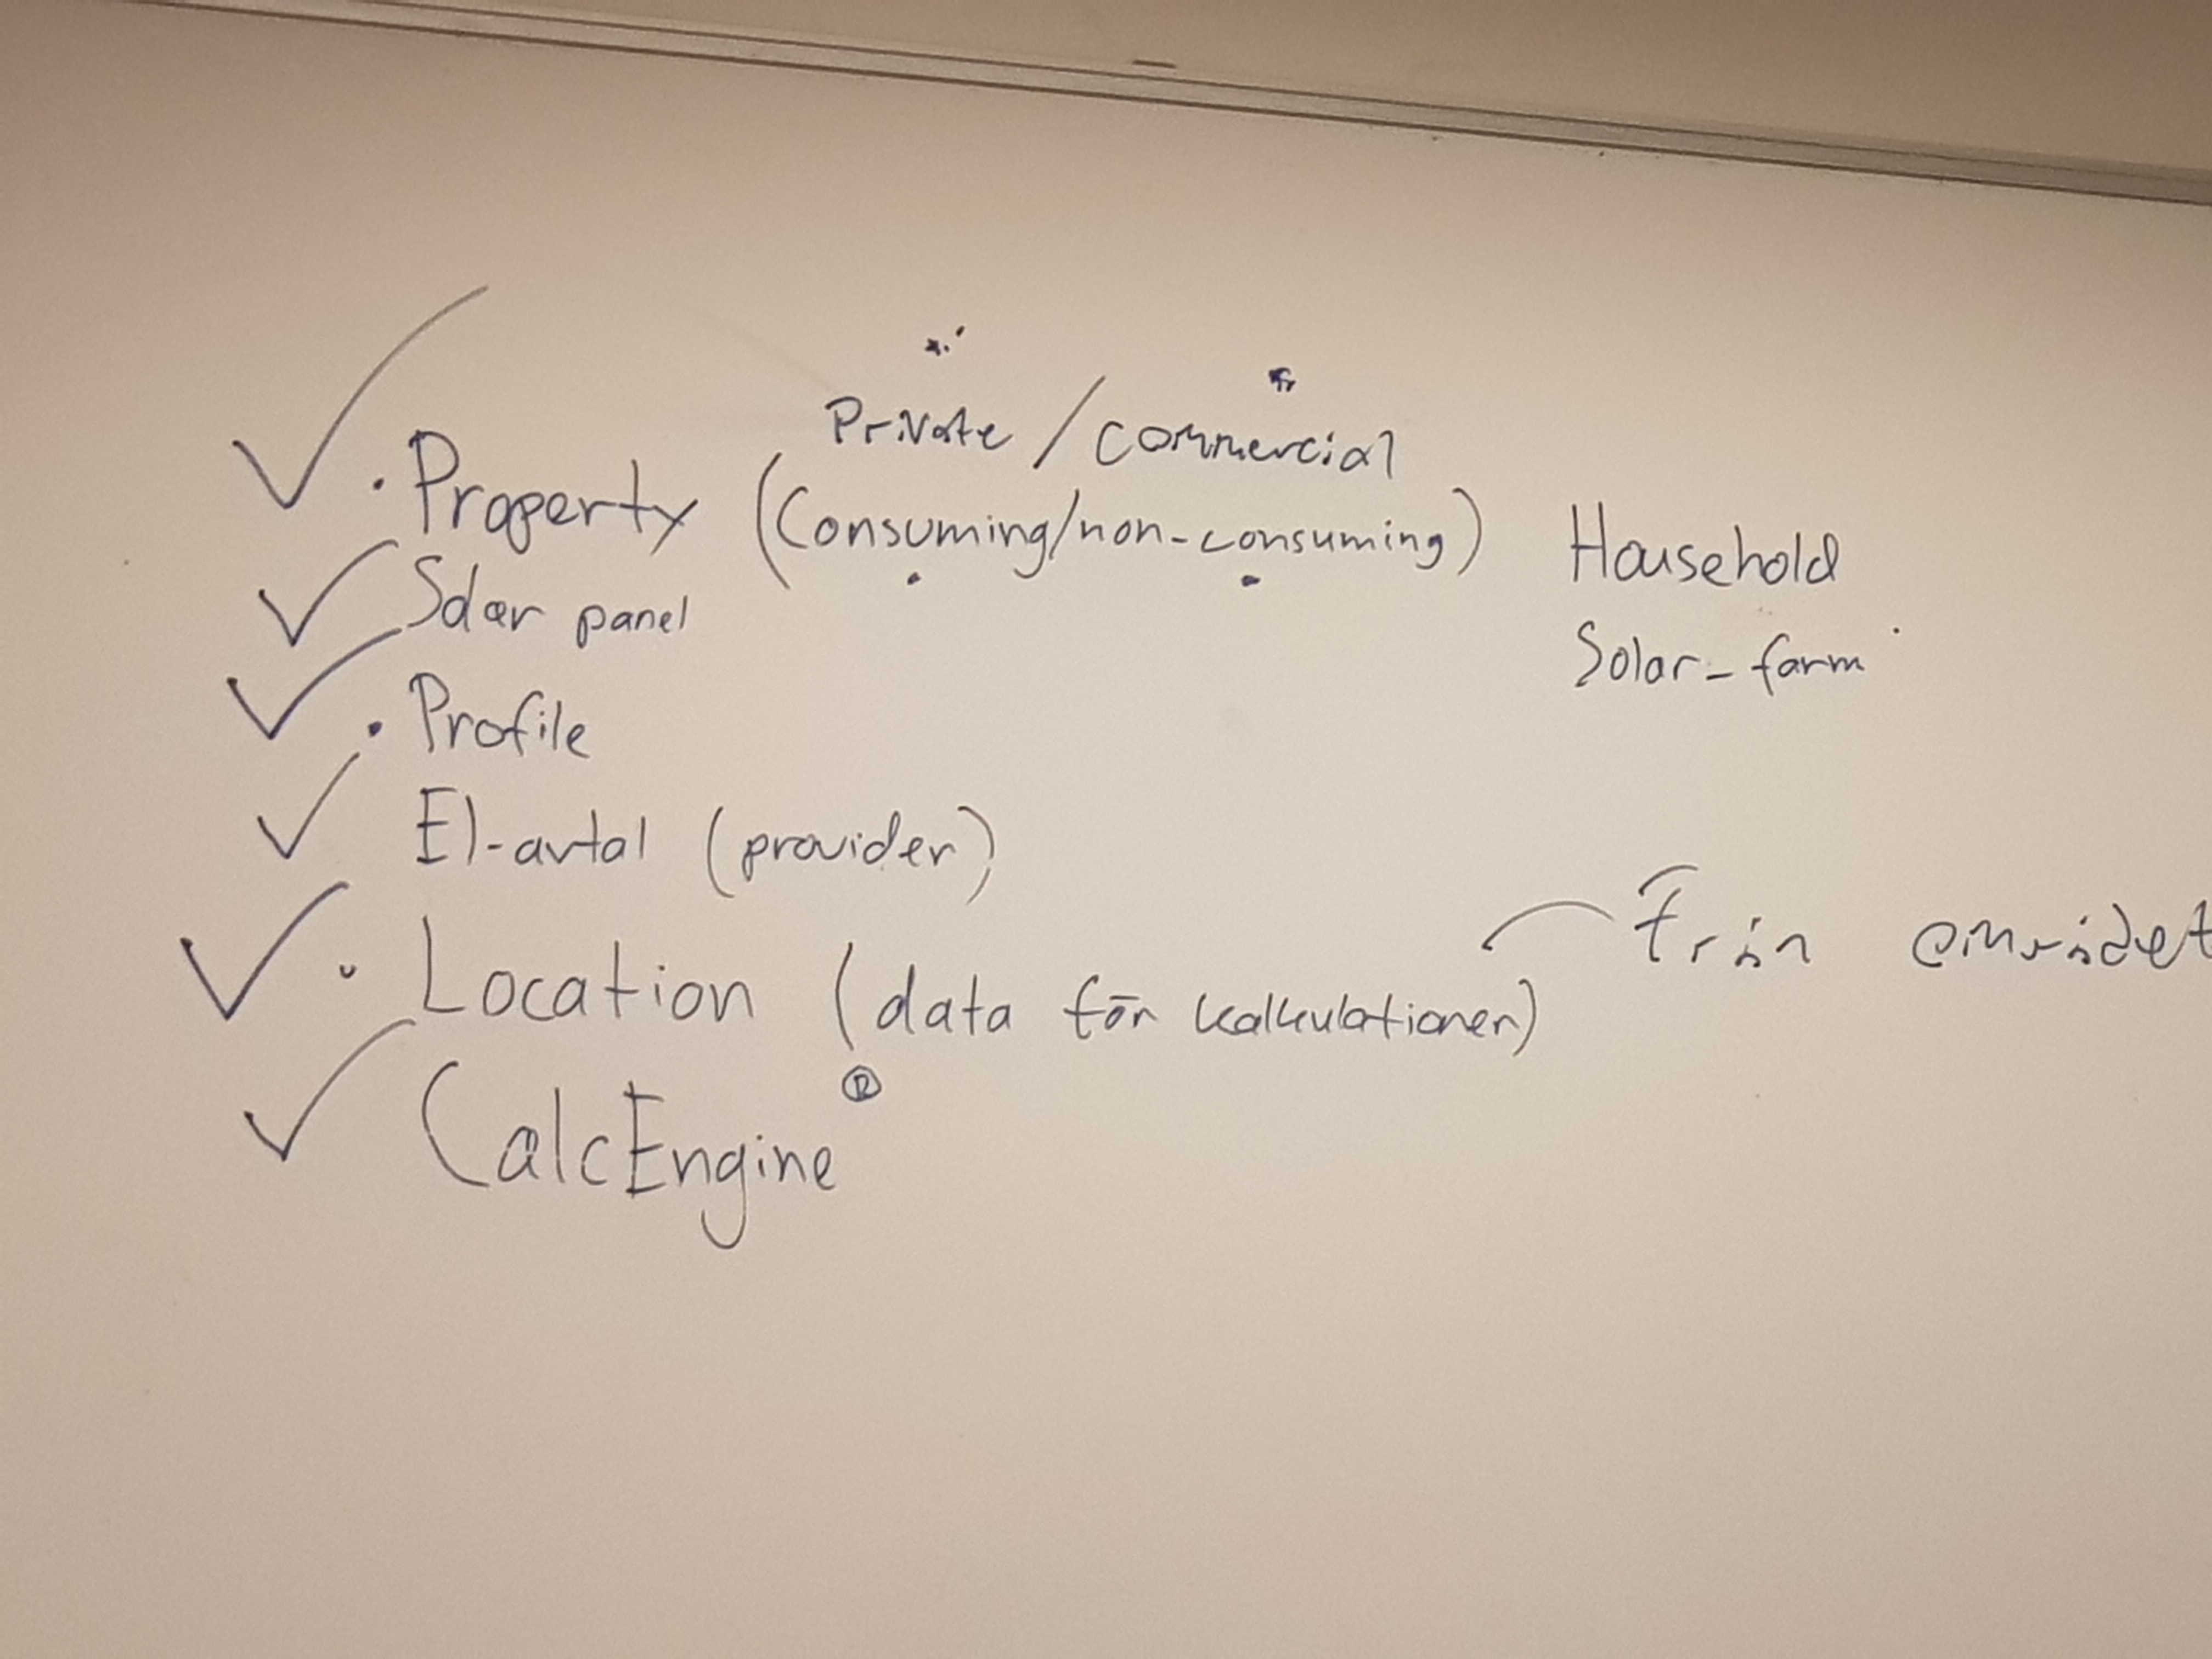 Private / Commercial
✓ · Property (Consuming/non-consuming) Household
✓ Solar panel
Solar-farm
✓ · Profile
✓ El-avtal (provider)
från området
✓ · Location (data för kalkulationer)
✓ CalcEngine ®